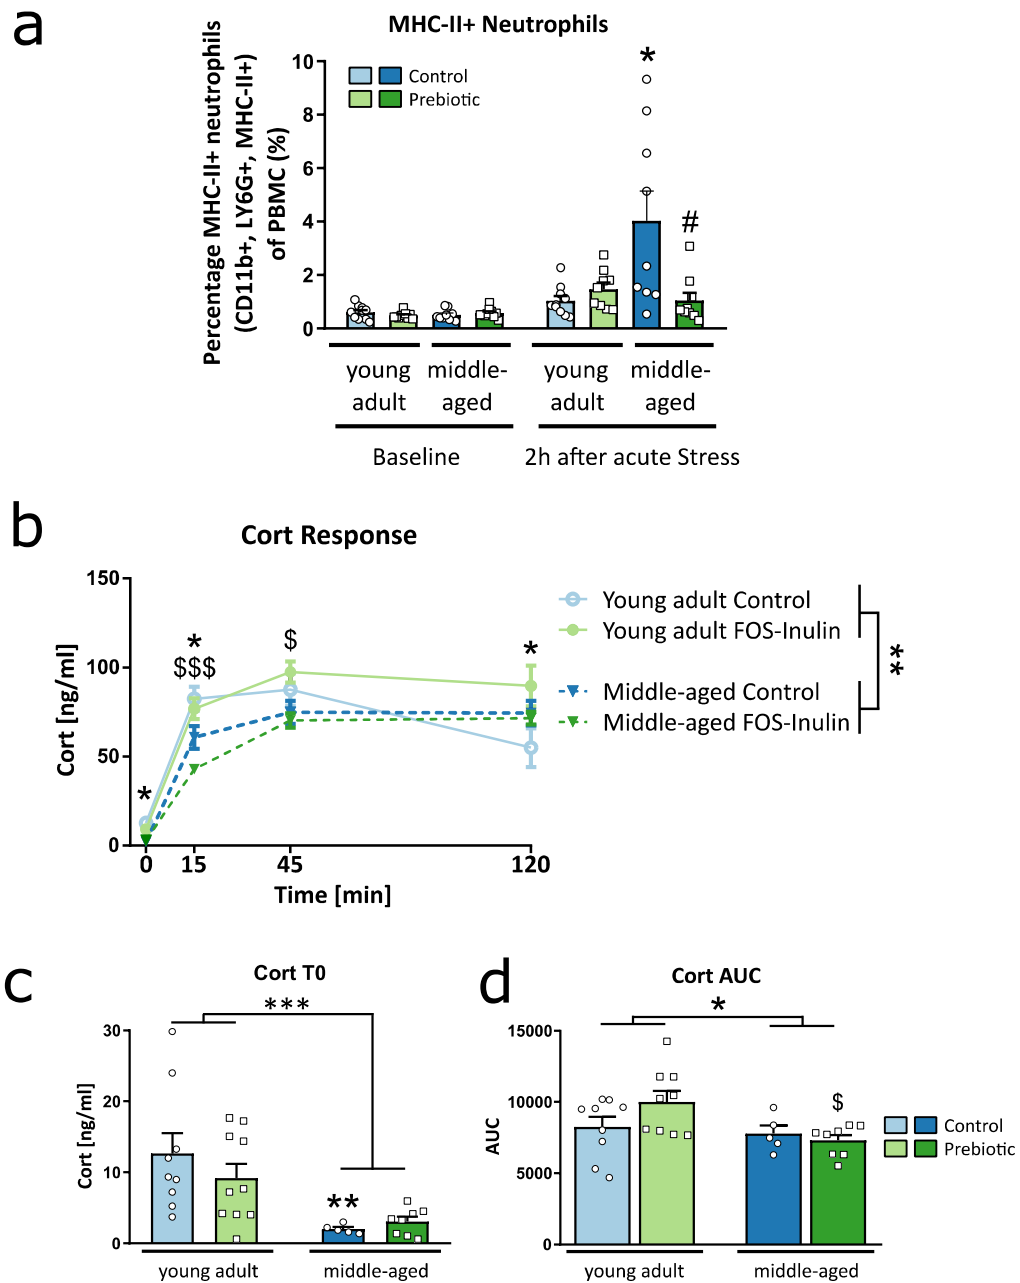 a
MHC-II+ Neutrophils
Percentage MHC-II+ neutrophils
(CD11b+, LY6G+, MHC-II+)
of PBMC (%)
10
8
6
4
2
0
Control
Prebiotic
*
#
young
adult
middle-
aged
young
adult
middle-
aged
Baseline
2h after acute Stress
b
Cort Response
Cort [ng/ml]
150
100
50
0
*
*
$$$
$
*
0
15
45
120
Time [min]
Young adult Control
Young adult FOS-Inulin
Middle-aged Control
Middle-aged FOS-Inulin
**
c
Cort T0
***
Cort [ng/ml]
30
20
10
0
**
young adult
middle-aged
d
Cort AUC
*
AUC
15000
10000
5000
0
$
young adult
middle-aged
Control
Prebiotic